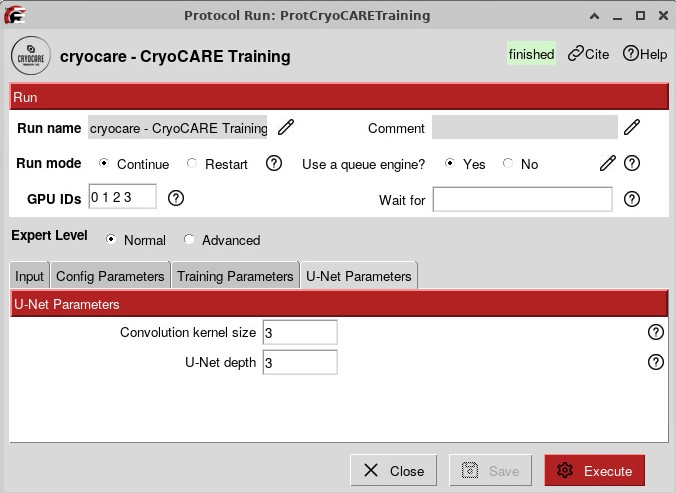 Protocol Run: ProtCryoCARETraining
CRYOCARE
cryocare - CryoCARE Training
finished
Cite
Help
Run
Run name cryocare - CryoCARE Training Comment
Run mode Continue Restart Use a queue engine? Yes No
GPU IDs 0 1 2 3 Wait for
Expert Level Normal Advanced
Input Config Parameters Training Parameters U-Net Parameters
U-Net Parameters
Convolution kernel size 3
U-Net depth 3
Close Save Execute